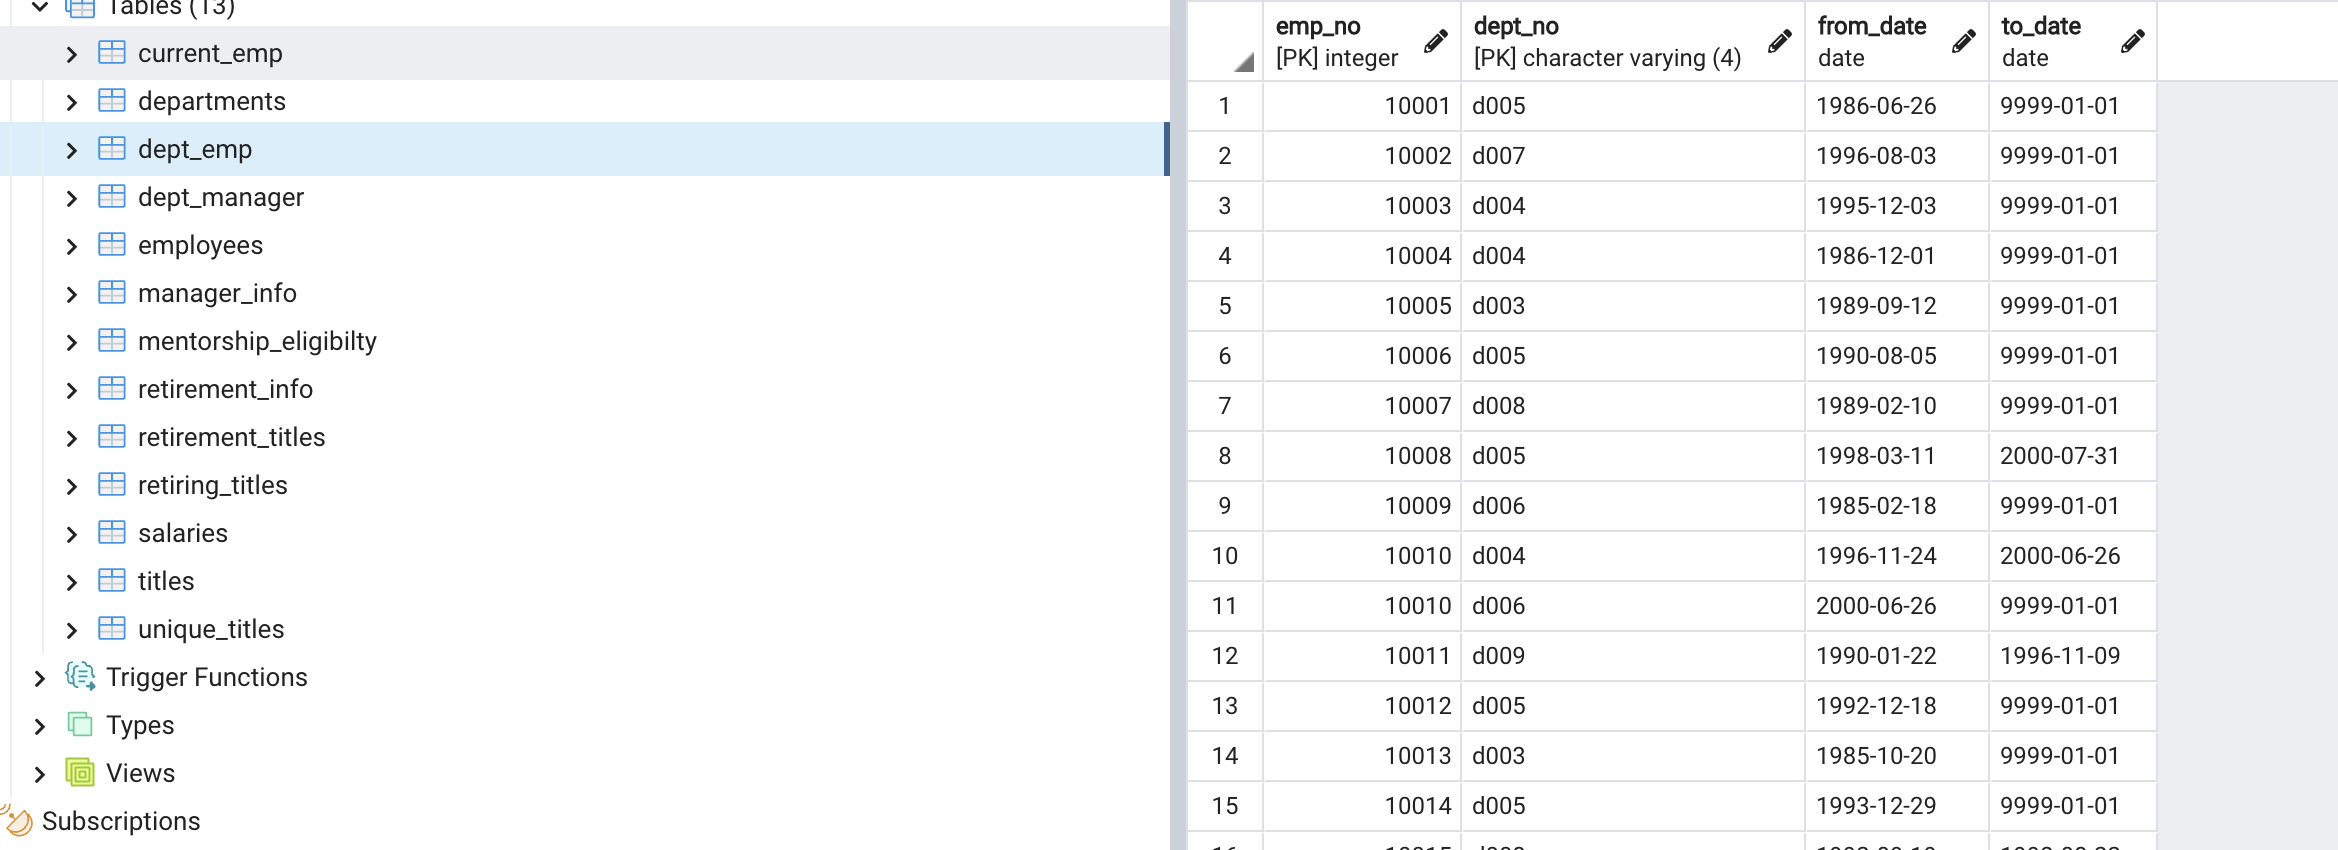 Tables (13)
current_emp
departments
dept_emp
dept_manager
employees
manager_info
mentorship_eligibilty
retirement_info
retirement_titles
retiring_titles
salaries
titles
unique_titles
Trigger Functions
Types
Views
Subscriptions
emp_no dept_no from_date to_date
[PK] integer [PK] character varying (4) date date
1 10001 d005 1986-06-26 9999-01-01
2 10002 d007 1996-08-03 9999-01-01
3 10003 d004 1995-12-03 9999-01-01
4 10004 d004 1986-12-01 9999-01-01
5 10005 d003 1989-09-12 9999-01-01
6 10006 d005 1990-08-05 9999-01-01
7 10007 d008 1989-02-10 9999-01-01
8 10008 d005 1998-03-11 2000-07-31
9 10009 d006 1985-02-18 9999-01-01
10 10010 d004 1996-11-24 2000-06-26
11 10010 d006 2000-06-26 9999-01-01
12 10011 d009 1990-01-22 1996-11-09
13 10012 d005 1992-12-18 9999-01-01
14 10013 d003 1985-10-20 9999-01-01
15 10014 d005 1993-12-29 9999-01-01